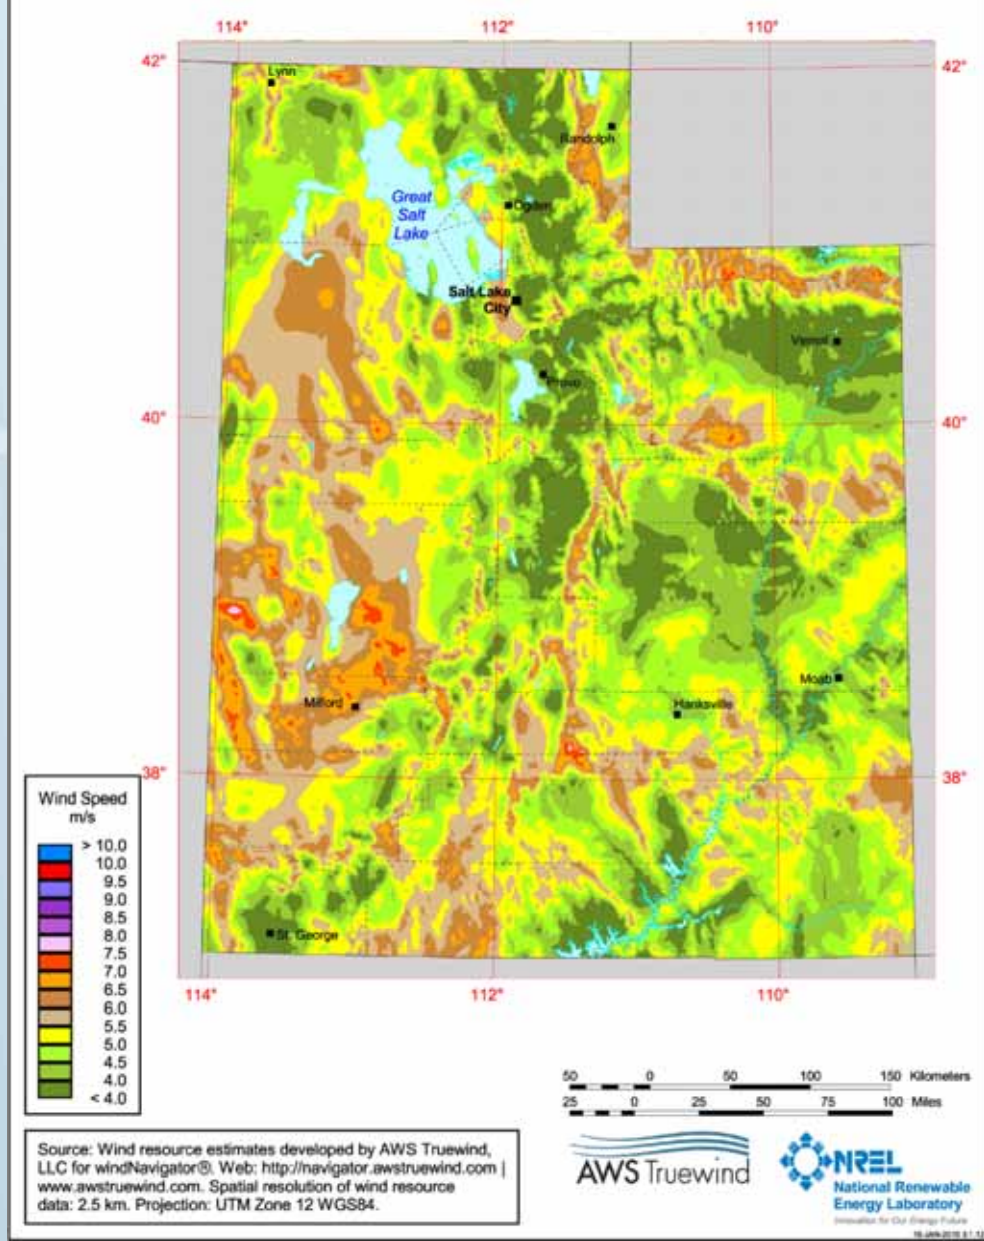 114°
112°
110°
42°
42°
Lynn
Randolph
Great
Salt
Lake
Ogden
Salt Lake
City
Vernal
Provo
40°
40°
Moab
Milford
Hanksville
38°
38°
St. George
114°
112°
110°
Wind Speed
m/s
> 10.0
10.0
9.5
9.0
8.5
8.0
7.5
7.0
6.5
6.0
5.5
5.0
4.5
4.0
< 4.0
50 0 50 100 150 Kilometers
25 0 25 50 75 100 Miles
Source: Wind resource estimates developed by AWS Truewind,
LLC for windNavigator®. Web: http://navigator.awstruewind.com |
www.awstruewind.com. Spatial resolution of wind resource
data: 2.5 km. Projection: UTM Zone 12 WGS84.
AWS Truewind
NREL
National Renewable
Energy Laboratory
Innovation for Our Energy Future